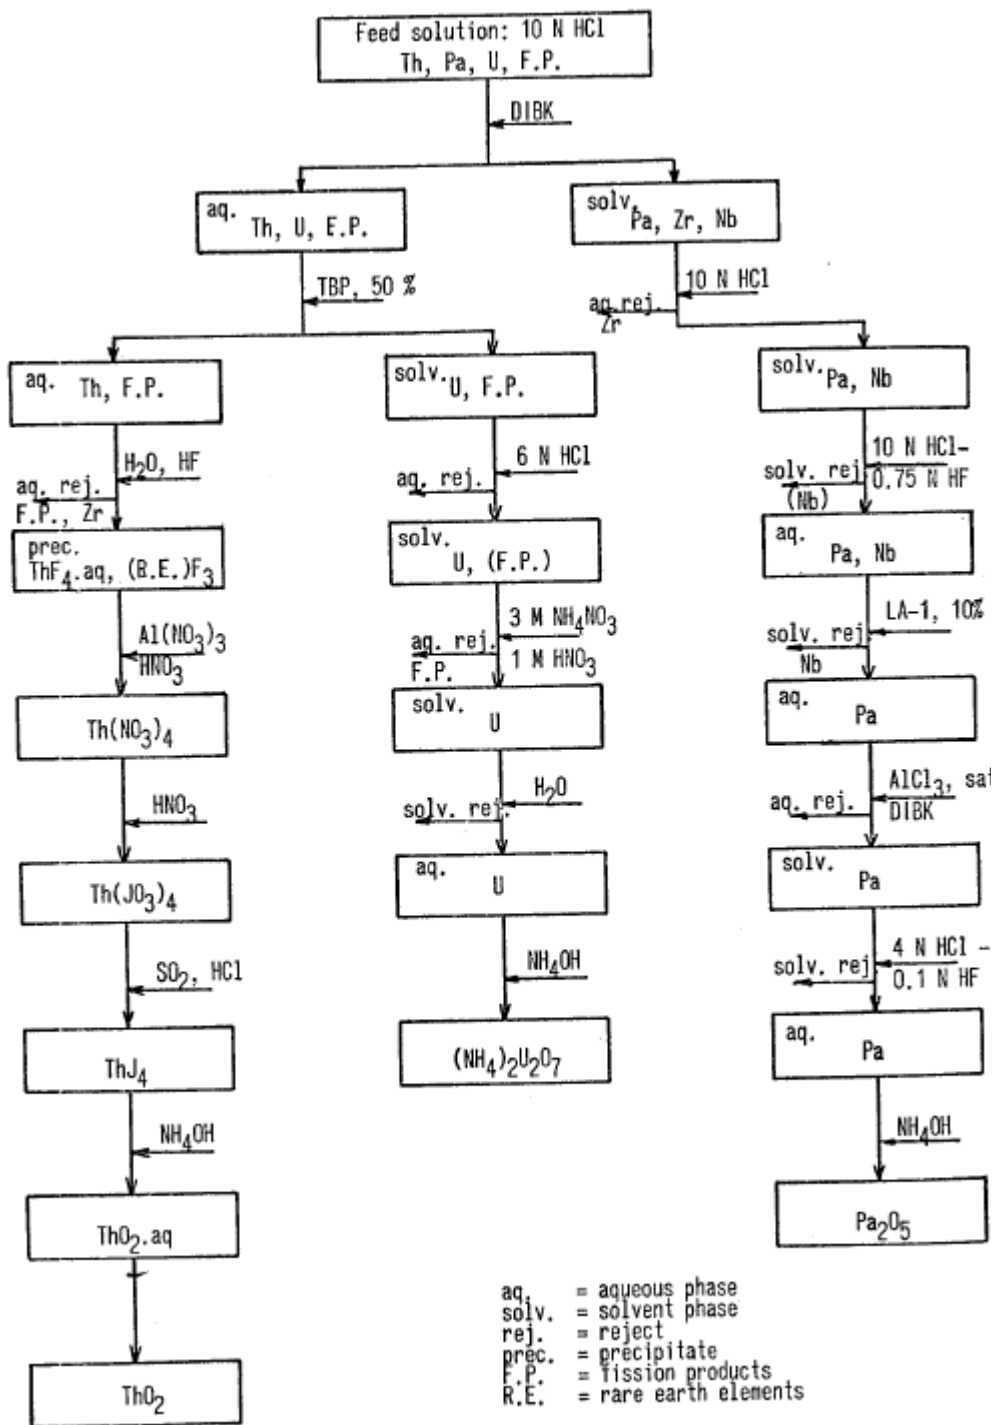 Feed solution: 10 N HCl
Th, Pa, U, F.P.
DIBK
aq.
Th, U, E.P.
solv.
Pa, Zr, Nb
TBP, 50 %
10 N HCl
aq.rej.
Zr
aq.
Th, F.P.
solv.
U, F.P.
solv.
Pa, Nb
H2O, HF
aq. rej.
F.P., Zr
6 N HCl
aq. rej.
10 N HCl-
0.75 N HF
solv. rej
(Nb)
prec.
ThF4.aq, (R.E.)F3
solv.
U, (F.P.)
aq.
Pa, Nb
Al(NO3)3
HNO3
3 M NH4NO3
1 M HNO3
aq. rej.
F.P.
LA-1, 10%
solv. rej
Nb
Th(NO3)4
solv.
U
aq.
Pa
HNO3
H2O
solv. rej.
AlCl3, sat
DIBK
aq. rej.
Th(JO3)4
aq.
U
solv.
Pa
SO2, HCl
NH4OH
4 N HCl -
0.1 N HF
solv. rej
ThJ4
(NH4)2U2O7
aq.
Pa
NH4OH
NH4OH
ThO2.aq
Pa2O5
ThO2
aq. = aqueous phase
solv. = solvent phase
rej. = reject
prec. = precipitate
F.P. = fission products
R.E. = rare earth elements